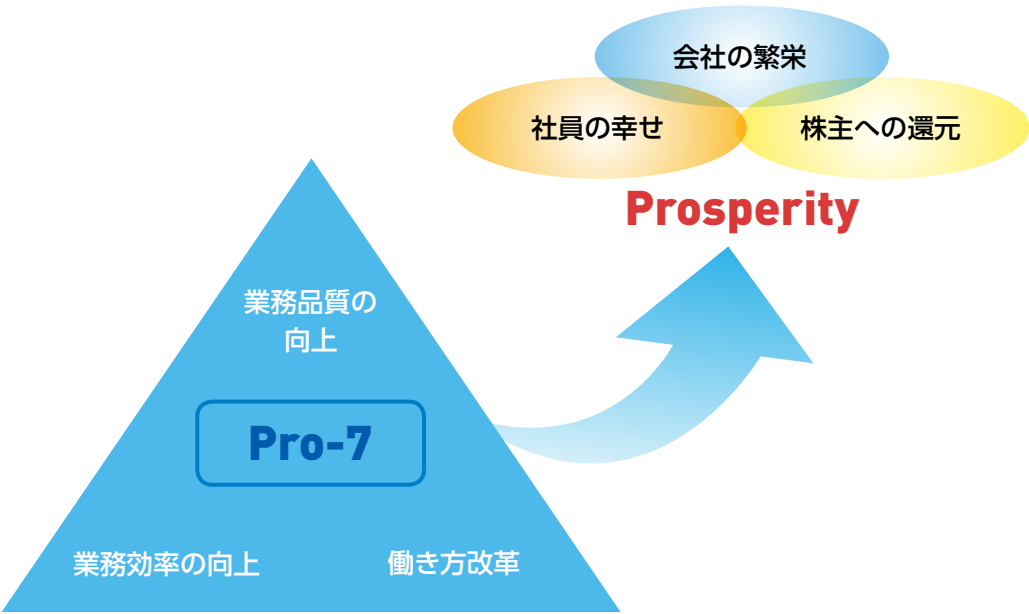 会社の繁栄
社員の幸せ
株主への還元
Prosperity
業務品質の
向上
Pro-7
業務効率の向上
働き方改革